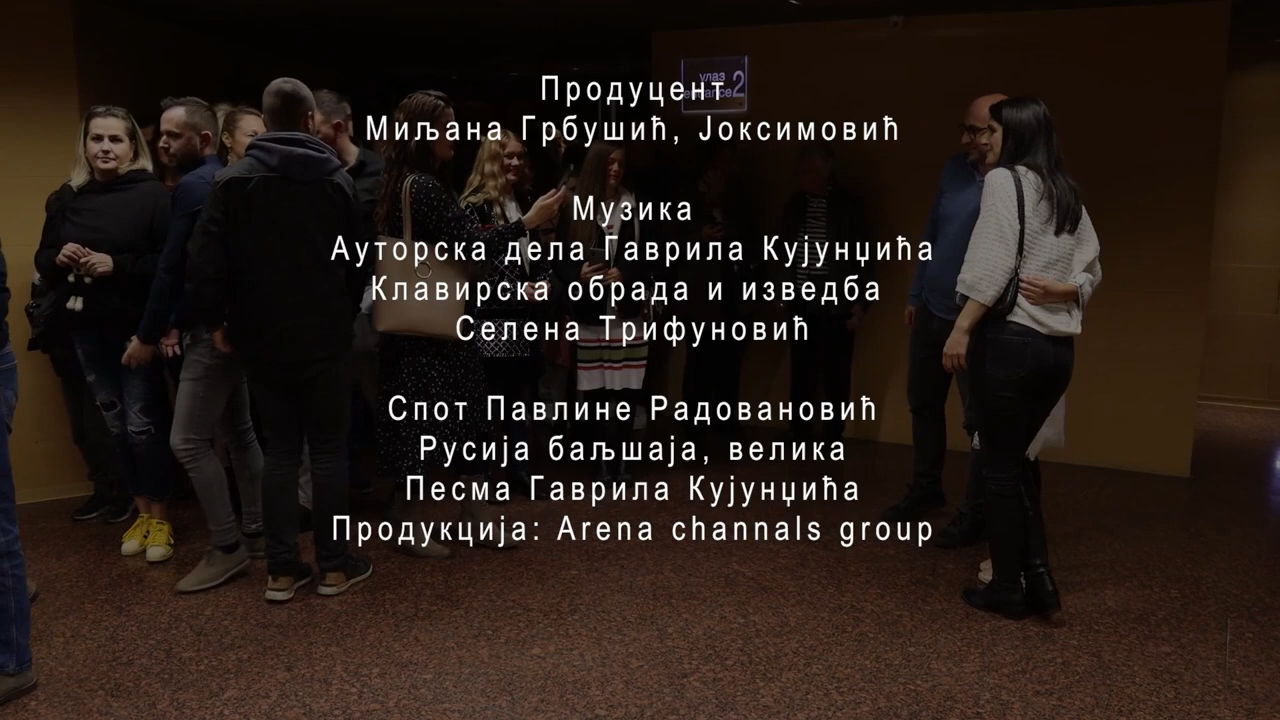 улаз
entrance 2
Продуцент
Миљана Грбушић, Јоксимовић
Музика
Ауторска дела Гаврила Кујунџића
Клавирска обрада и изведба
Селена Трифуновић
Спот Павлине Радовановић
Русија баљшаја, велика
Песма Гаврила Кујунџића
Продукција: Arena channals group